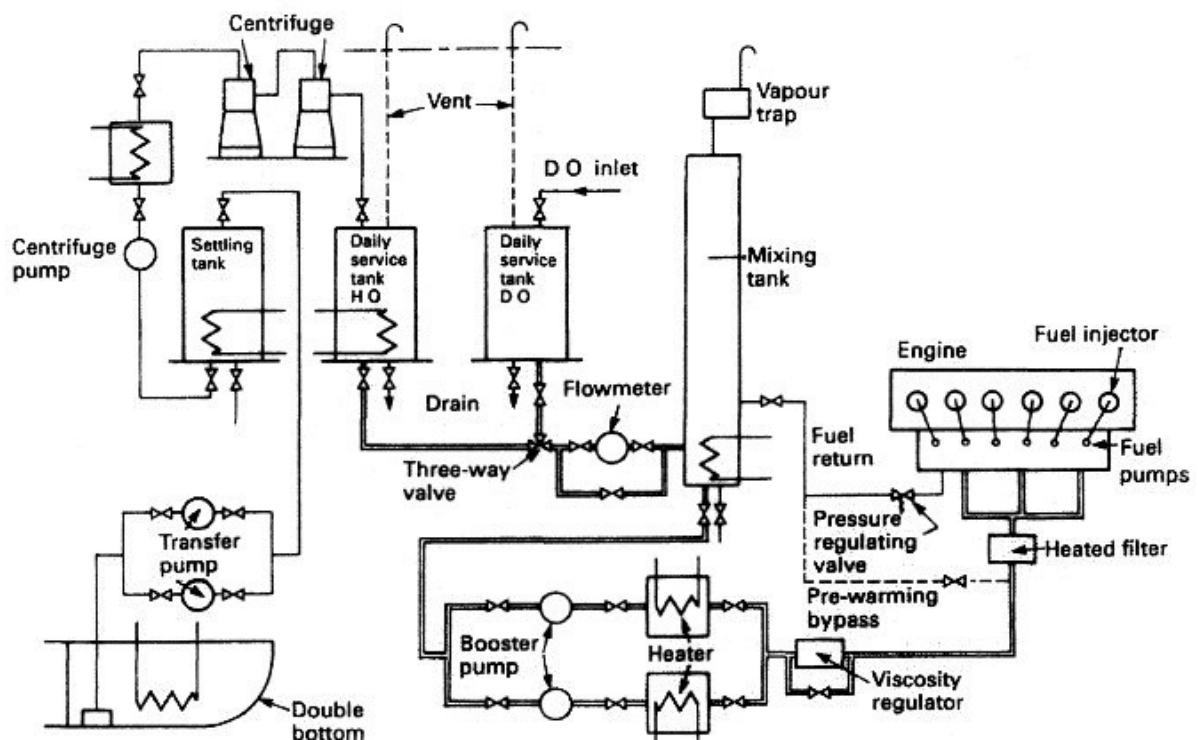 Centrifuge
Vent
Vapour
trap
D O inlet
Centrifuge
pump
Settling
tank
Daily
service
tank
H O
Daily
service
tank
D O
Mixing
tank
Drain
Flowmeter
Three-way
valve
Engine
Fuel injector
Fuel
return
Fuel
pumps
Pressure
regulating
valve
Heated filter
Transfer
pump
Pre-warming
bypass
Booster
pump
Heater
Viscosity
regulator
Double
bottom